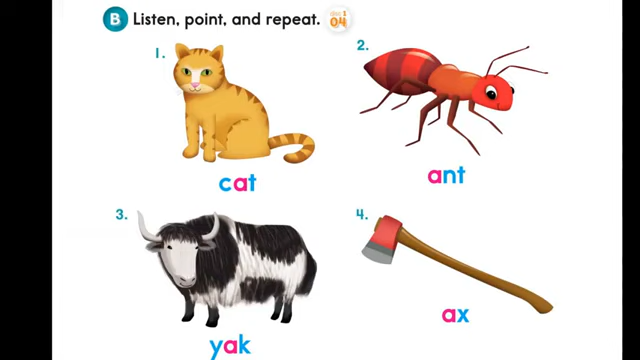 B Listen, point, and repeat. disc 1 04
1.
cat
2.
ant
3.
yak
4.
ax